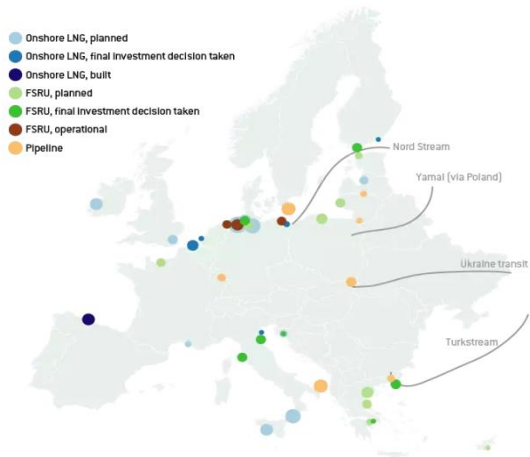 Onshore LNG, planned
Onshore LNG, final investment decision taken
Onshore LNG, built
FSRU, planned
FSRU, final investment decision taken
FSRU, operational
Pipeline
Nord Stream
Yamal (via Poland)
Ukraine transit
Turkstream